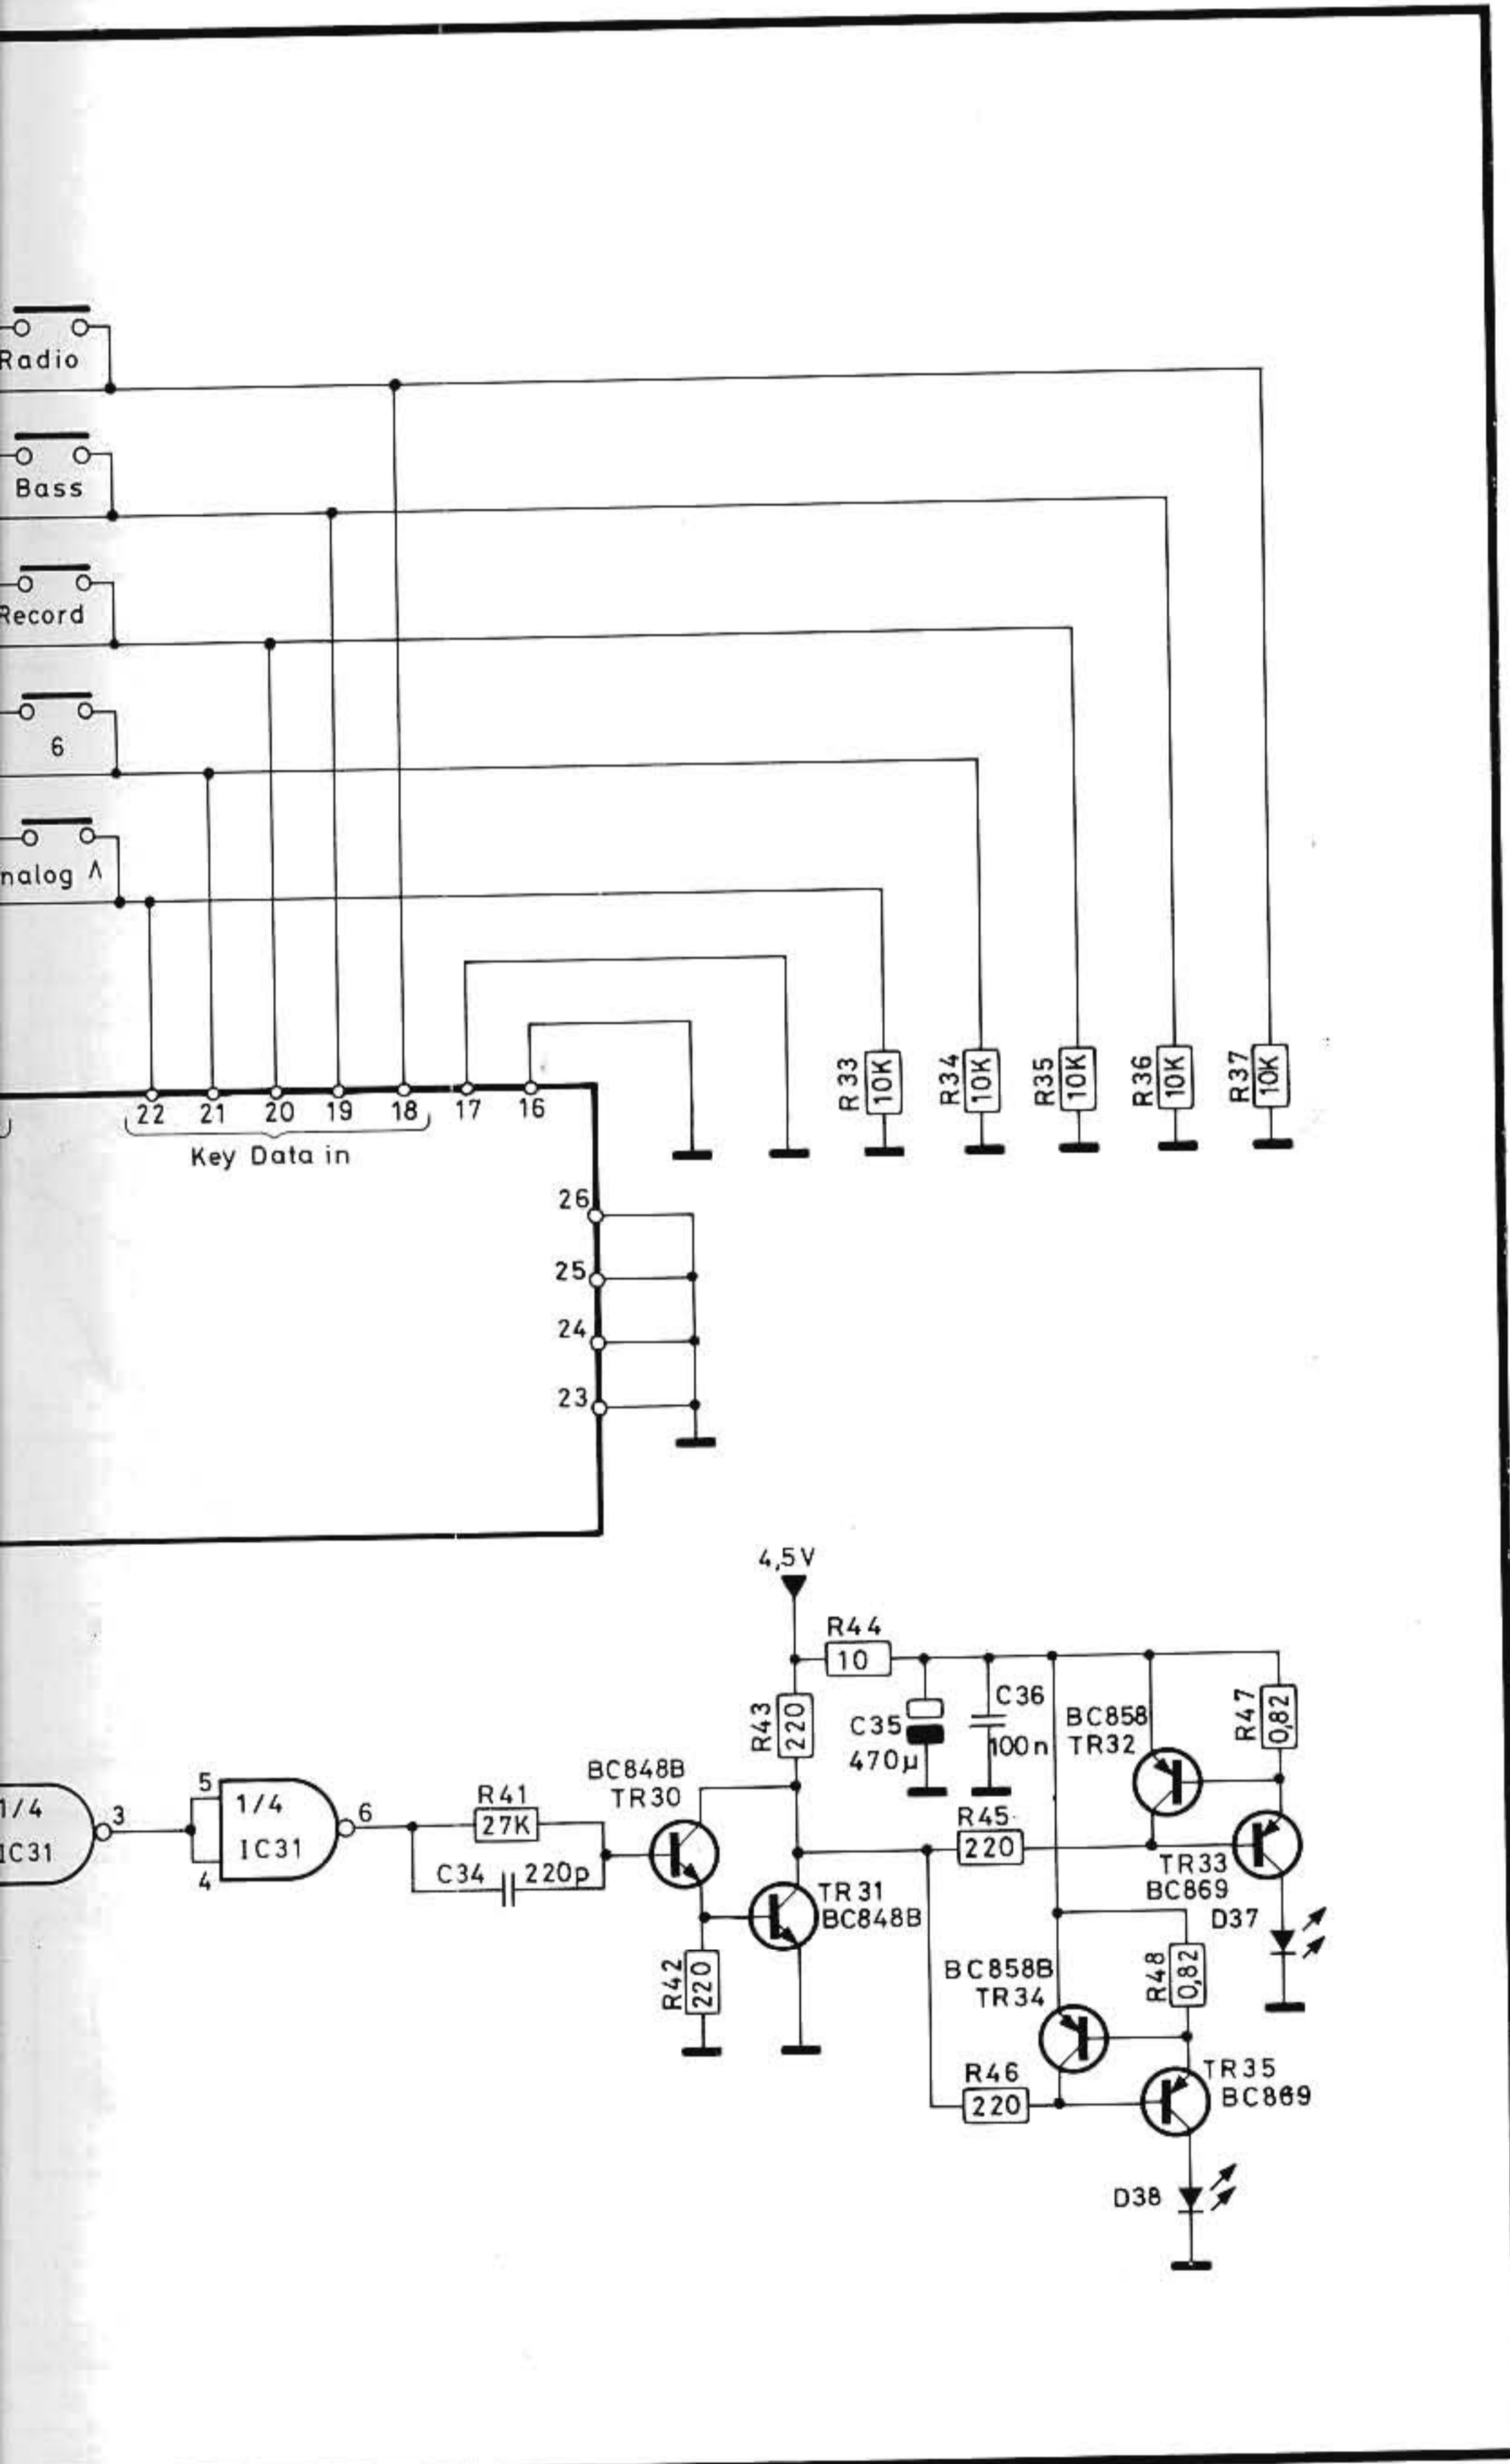 Radio
Bass
Record
6
nalog Λ
22 21 20 19 18 17 16
Key Data in
R33 10K
R34 10K
R35 10K
R36 10K
R37 10K
26
25
24
23
4,5V
R44
10
R43 220
C35
470µ
C36
100n
BC858
TR32
R47 0,82
BC848B
TR30
1/4
IC31
3
5
4
1/4
IC31
6
R41
27K
C34 220p
R45
220
TR33
BC869
D37
TR31
BC848B
R42 220
BC858B
TR34
R48 0,82
R46
220
TR35
BC869
D38